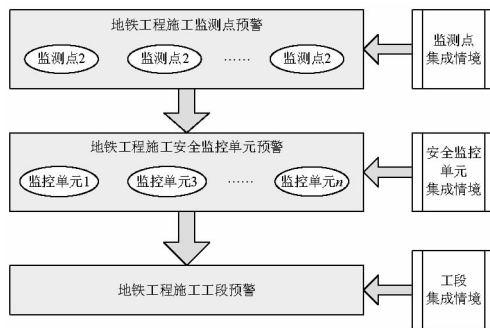 地铁工程施工监测点预警
监测点2 监测点2 …… 监测点2
监测点
集成情境
地铁工程施工安全监控单元预警
监控单元1 监控单元3 …… 监控单元n
安全监控
单元
集成情境
地铁工程施工工段预警
工段
集成情境